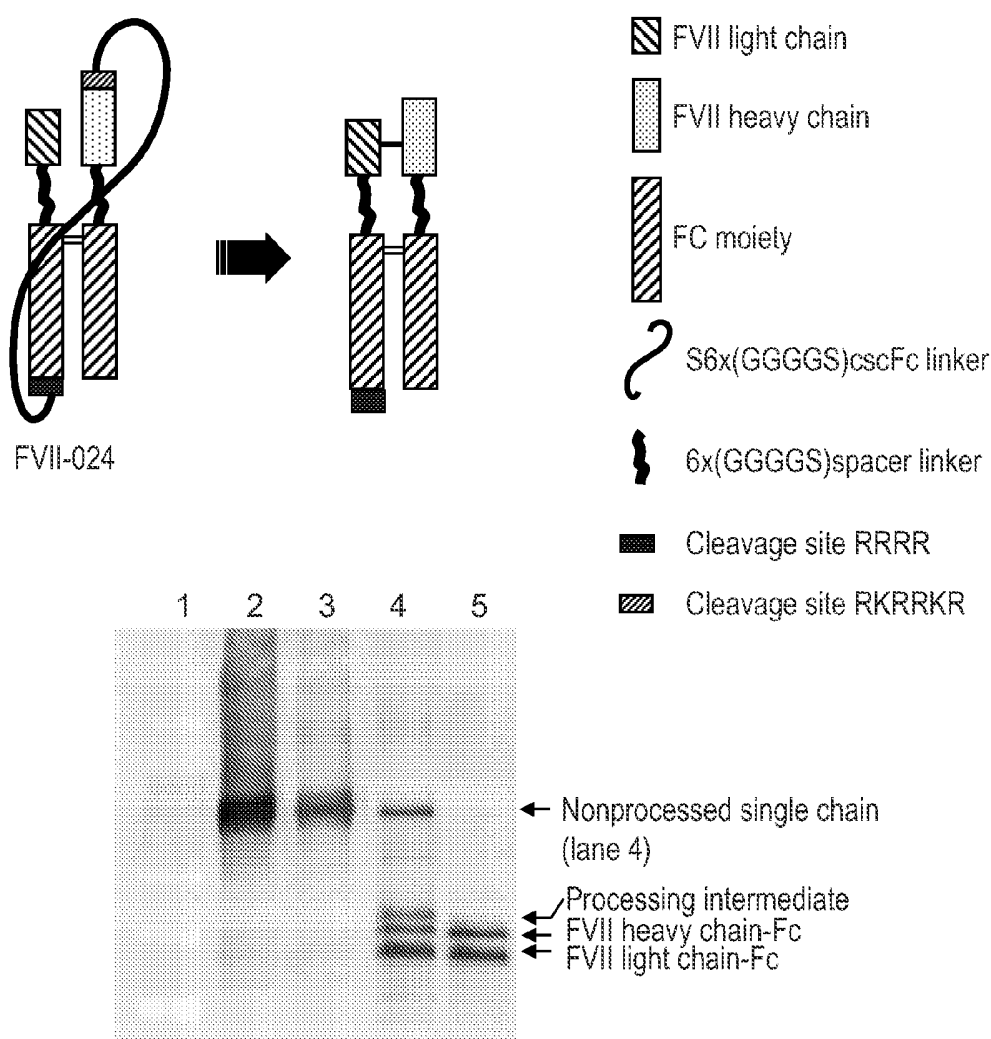 FVII light chain
FVII heavy chain
FC moiety
S6x(GGGGS)cscFc linker
6x(GGGGS)spacer linker
Cleavage site RRRR
Cleavage site RKRRKR
FVII-024
1 2 3 4 5
Nonprocessed single chain
(lane 4)
Processing intermediate
FVII heavy chain-Fc
FVII light chain-Fc